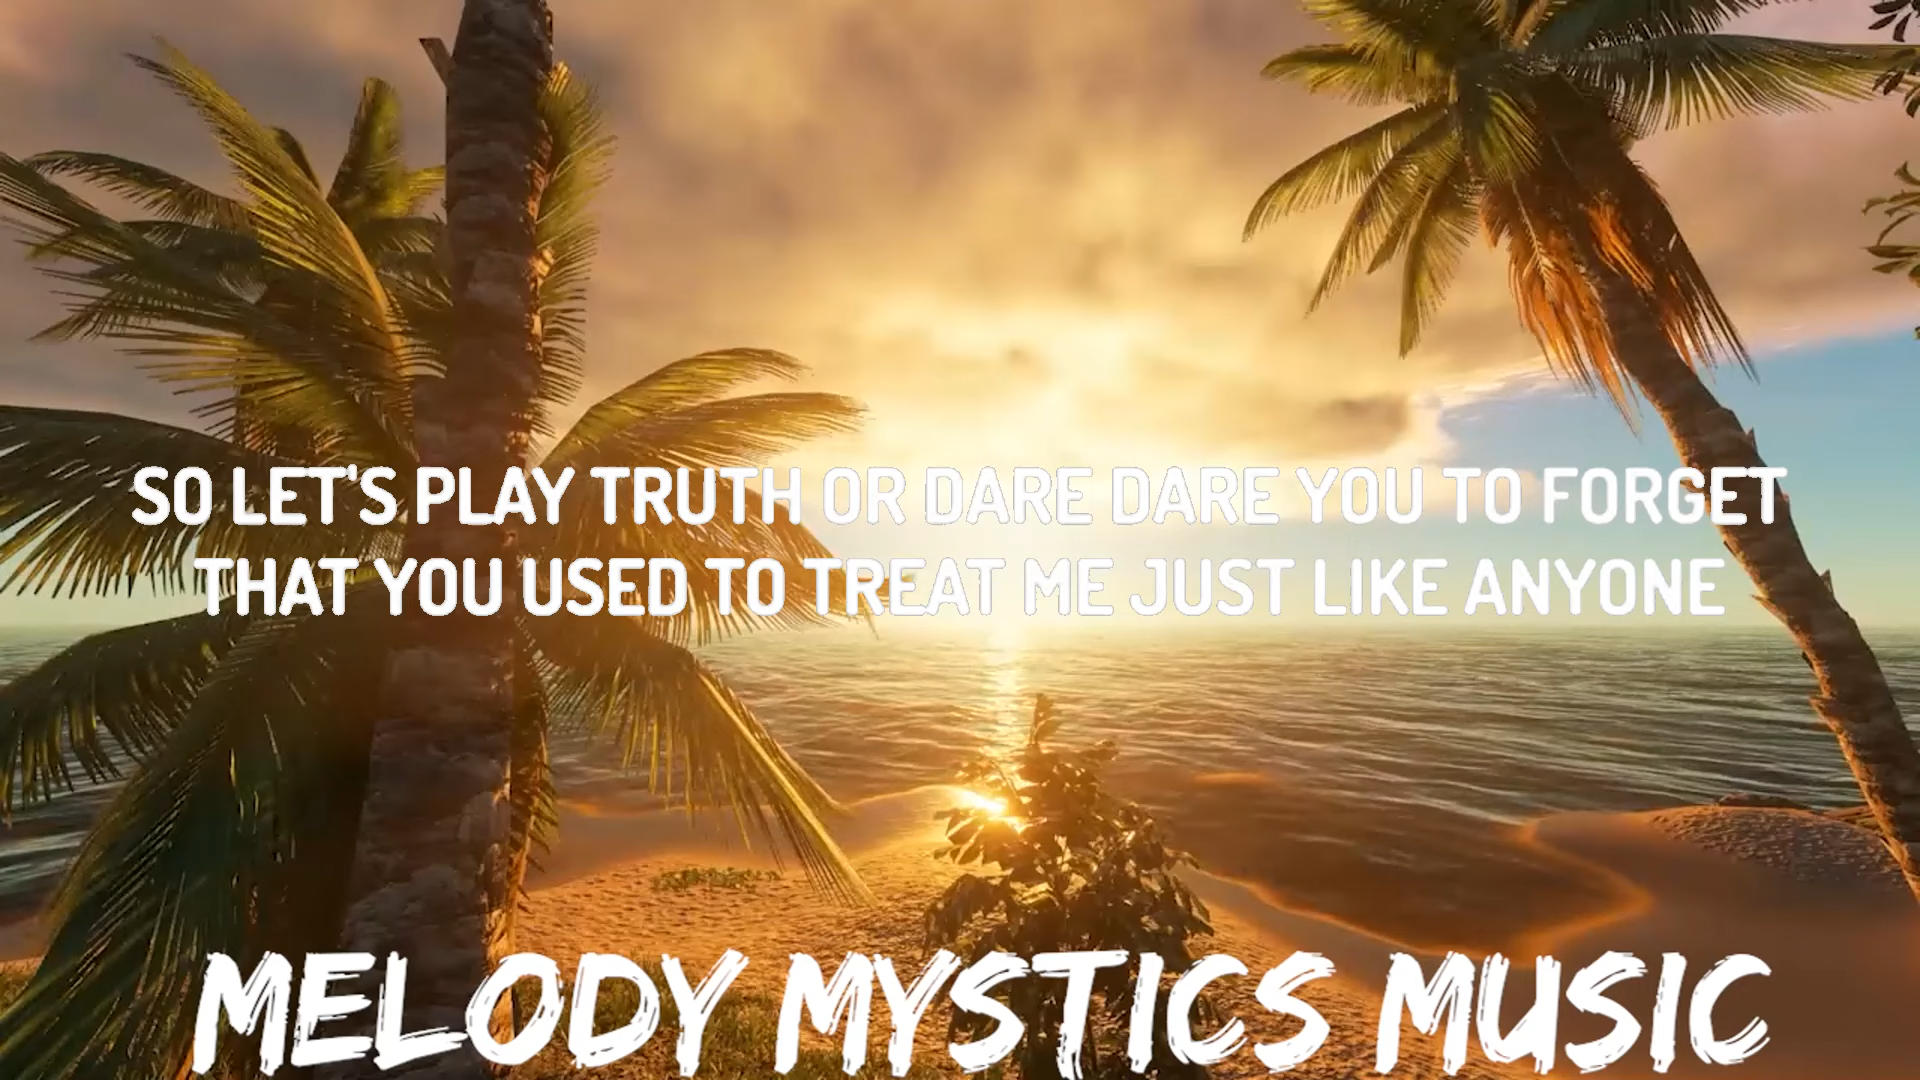 SO LET'S PLAY TRUTH OR DARE DARE YOU TO FORGET
THAT YOU USED TO TREAT ME JUST LIKE ANYONE
MELODY MYSTICS MUSIC